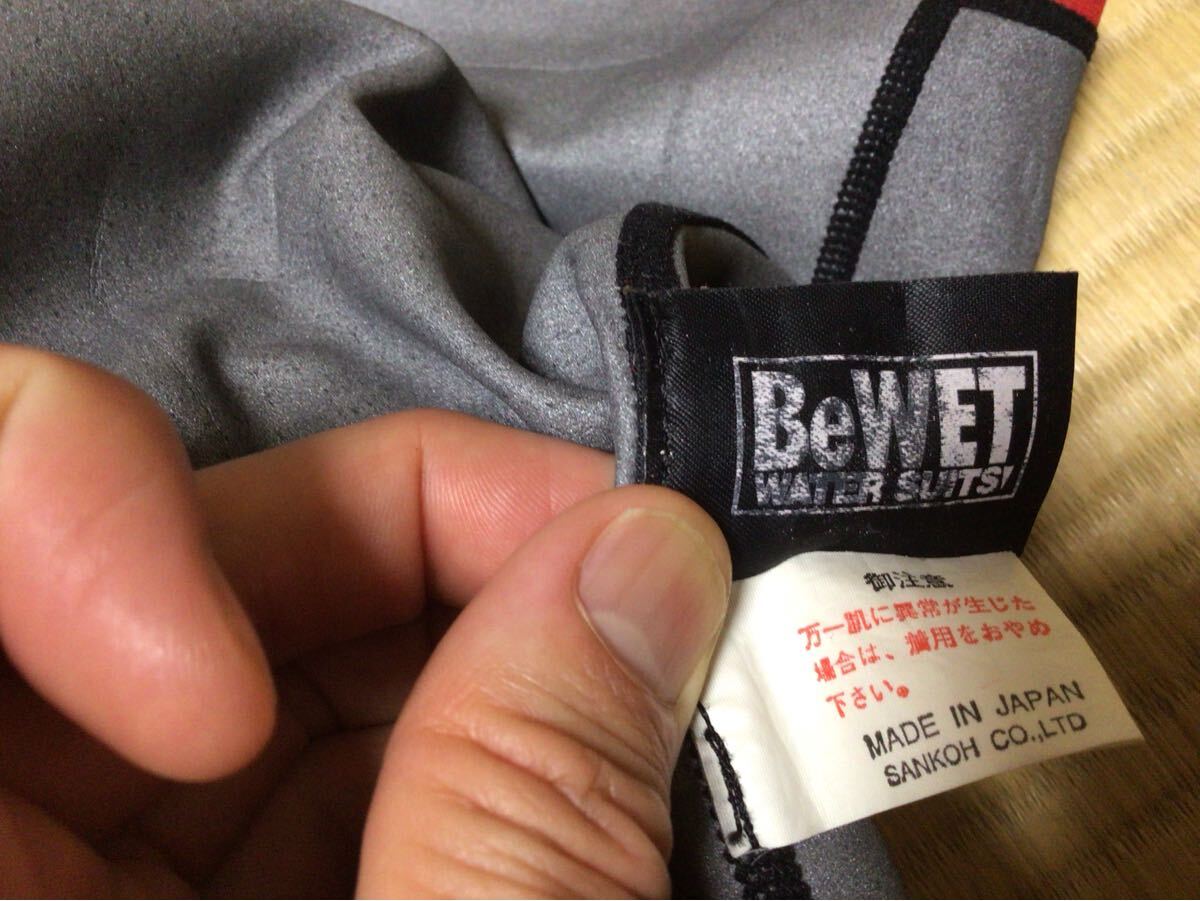 BeWET
WATER SUITS!
御注意
万一肌に異常が生じた
場合は、着用をおやめ
下さい。
MADE IN JAPAN
SANKOH CO.,LTD